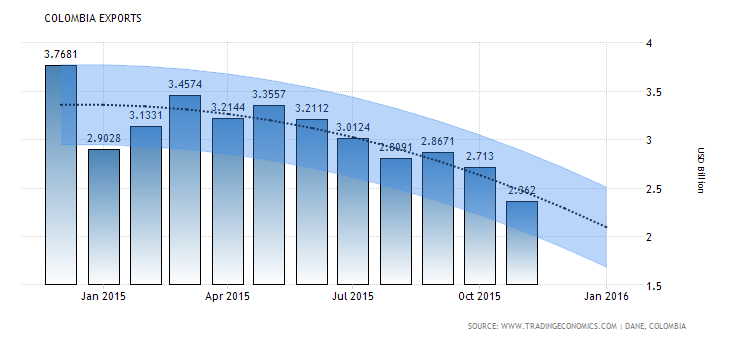 COLOMBIA EXPORTS
3.7681
2.9028
3.1331
3.4574
3.2144
3.3557
3.2112
3.0124
2.8091
2.8671
2.713
2.362
4
3.5
3
2.5
2
1.5
USD Billion
Jan 2015
Apr 2015
Jul 2015
Oct 2015
Jan 2016
SOURCE: WWW.TRADINGECONOMICS.COM | DANE, COLOMBIA